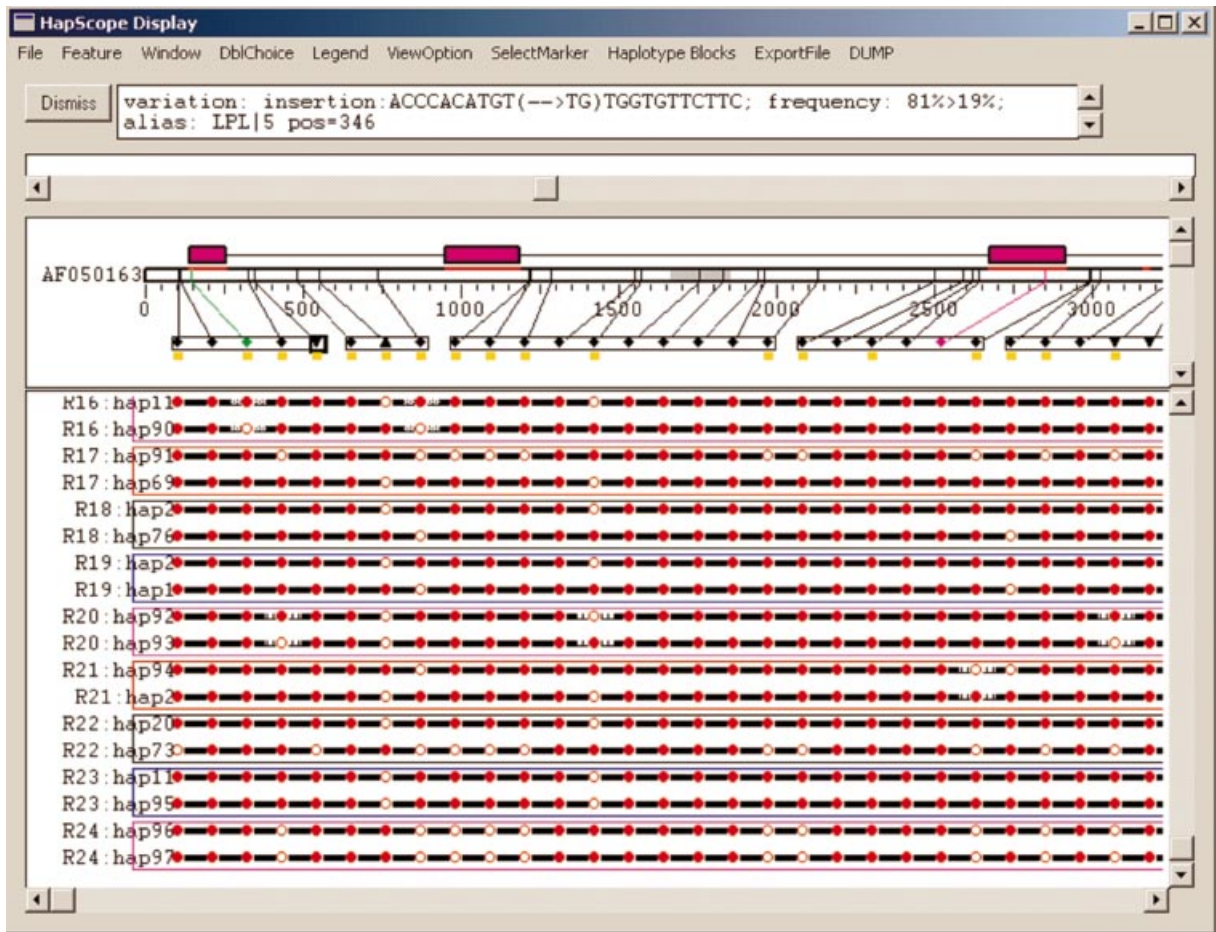 HapScope Display
File Feature Window DblChoice Legend ViewOption SelectMarker Haplotype Blocks ExportFile DUMP
Dismiss
variation: insertion:ACCCACATGT(-->TG)TGGTGTTCTTC; frequency: 81%>19%;
alias: LPL|5 pos=346
AF050163
0 500 1000 1500 2000 2500 3000
R16:hap11
R16:hap90
R17:hap91
R17:hap69
R18:hap2
R18:hap76
R19:hap2
R19:hap1
R20:hap92
R20:hap93
R21:hap94
R21:hap2
R22:hap20
R22:hap73
R23:hap11
R23:hap95
R24:hap96
R24:hap97